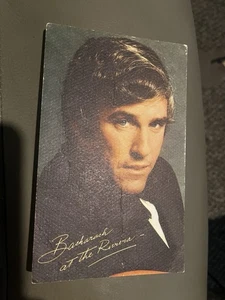 Bacharach
at the Riviera